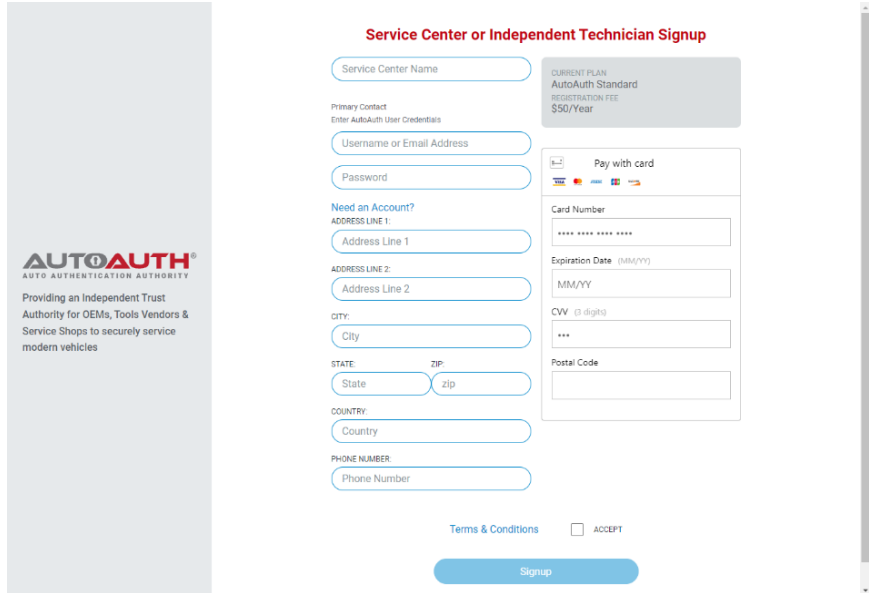 Service Center or Independent Technician Signup
Service Center Name
Primary Contact
Enter AutoAuth User Credentials
Username or Email Address
Password
Need an Account?
ADDRESS LINE 1:
Address Line 1
ADDRESS LINE 2:
Address Line 2
CITY:
City
STATE: ZIP:
State zip
COUNTRY:
Country
PHONE NUMBER:
Phone Number
CURRENT PLAN
AutoAuth Standard
REGISTRATION FEE
$50/Year
Pay with card
VISA
Card Number
•••• •••• •••• ••••
Expiration Date (MM/YY)
MM/YY
CVV (3 digits)
•••
Postal Code
AUTOAUTH®
AUTO AUTHENTICATION AUTHORITY
Providing an Independent Trust
Authority for OEMs, Tools Vendors &
Service Shops to securely service
modern vehicles
Terms & Conditions ACCEPT
Signup